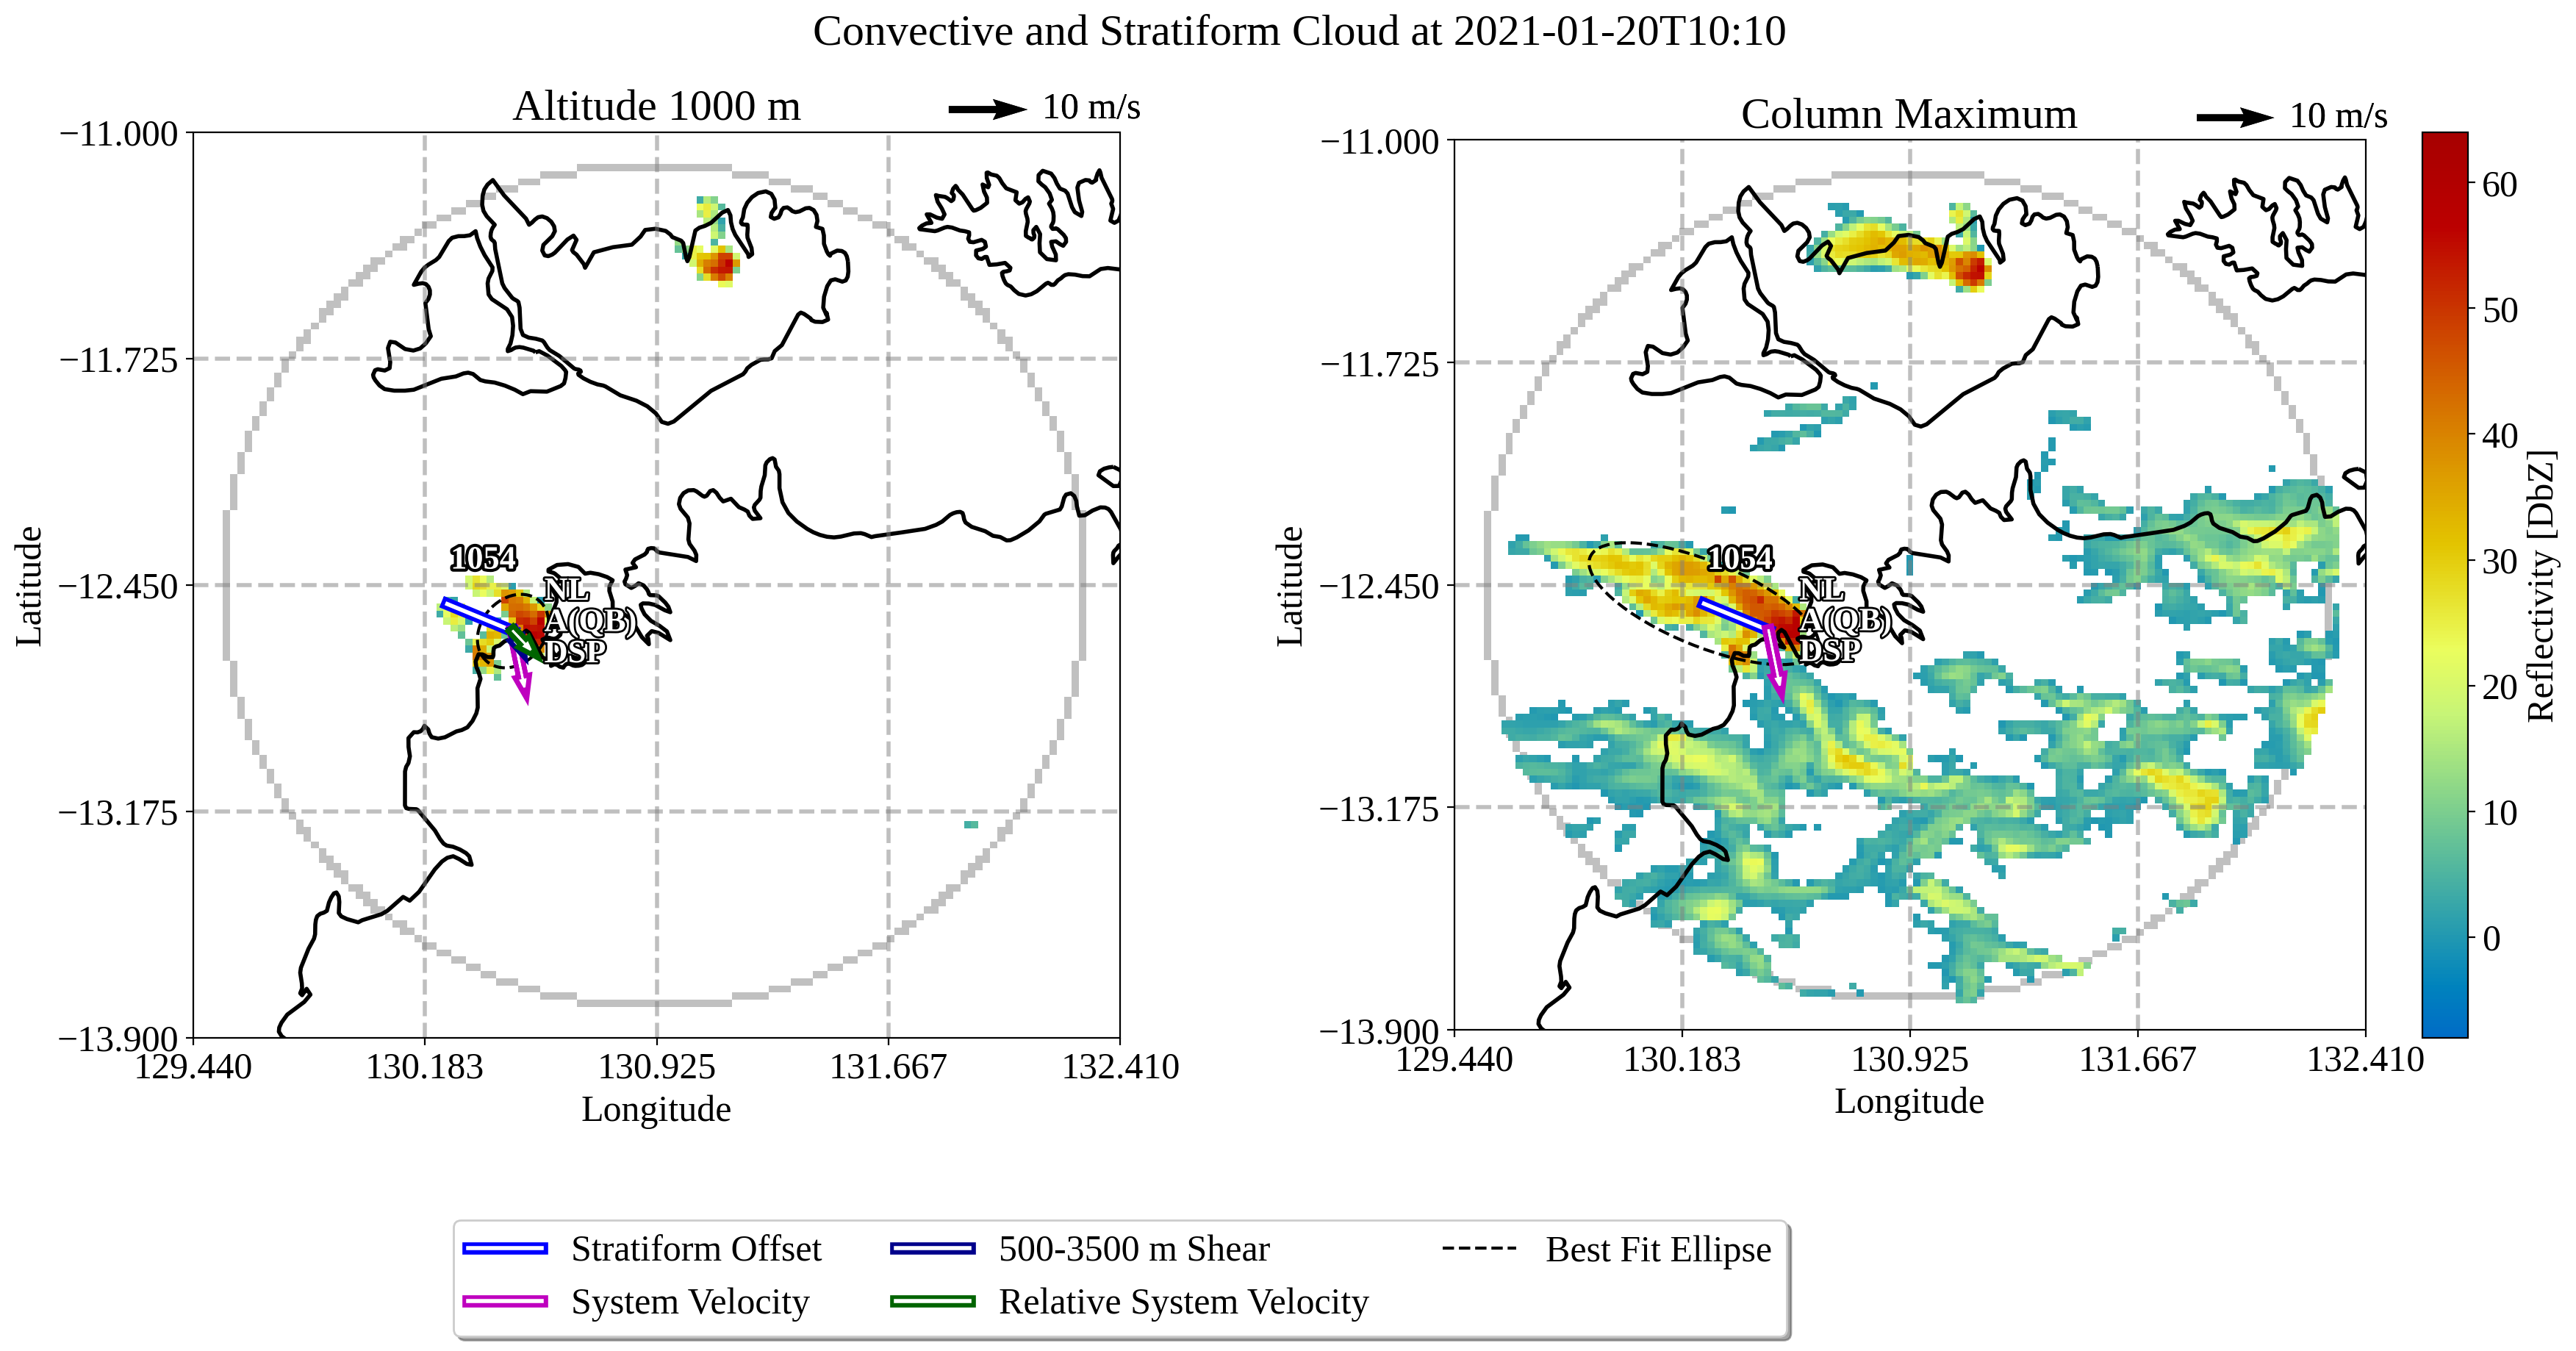 Convective and Stratiform Cloud at 2021-01-20T10:10
Altitude 1000 m
10 m/s
−11.000
−11.725
−12.450
−13.175
−13.900
Latitude
1054
NL
A(QB)
DSP
129.440
130.183
130.925
131.667
132.410
Longitude
Column Maximum
10 m/s
−11.000
−11.725
−12.450
−13.175
−13.900
Latitude
1054
NL
A(QB)
DSP
129.440
130.183
130.925
131.667
132.410
Longitude
60
50
40
30
20
10
0
Reflectivity [DbZ]
Stratiform Offset
System Velocity
500-3500 m Shear
Relative System Velocity
Best Fit Ellipse